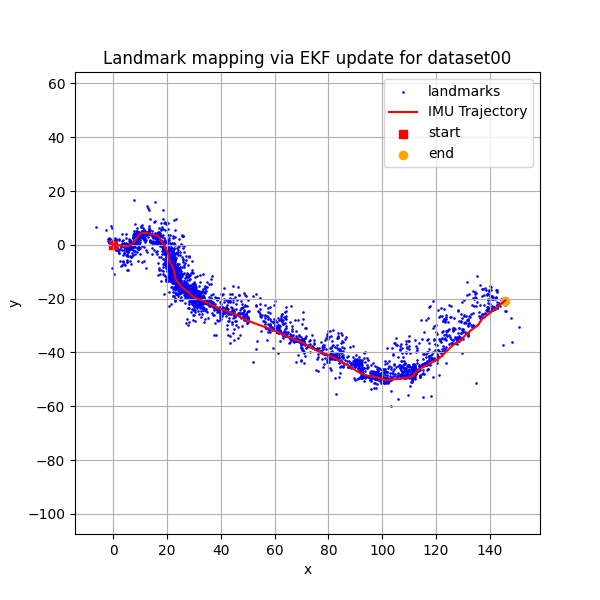 Landmark mapping via EKF update for dataset00
landmarks
IMU Trajectory
start
end
60
40
20
0
−20
−40
−60
−80
−100
y
0 20 40 60 80 100 120 140
x